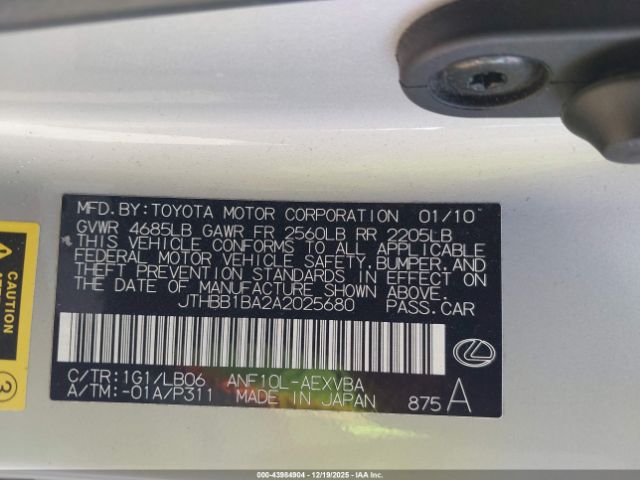 MFD.BY:TOYOTA MOTOR CORPORATION 01/10
GVWR 4685LB GAWR FR 2560LB RR 2205LB
THIS VEHICLE CONFORMS TO ALL APPLICABLE
FEDERAL MOTOR VEHICLE SAFETY, BUMPER, AND
THEFT PREVENTION STANDARDS IN EFFECT ON
THE DATE OF MANUFACTURE SHOWN ABOVE.
JTHBB1BA2A2025680 PASS.CAR
C/TR:1G1/LB06 ANF10L-AEXVBA
A/TM:-01A/P311 MADE IN JAPAN 875 A
CAUTION
3
000-43984904 | 12/19/2025 - COPYRIGHT IAA, LLC